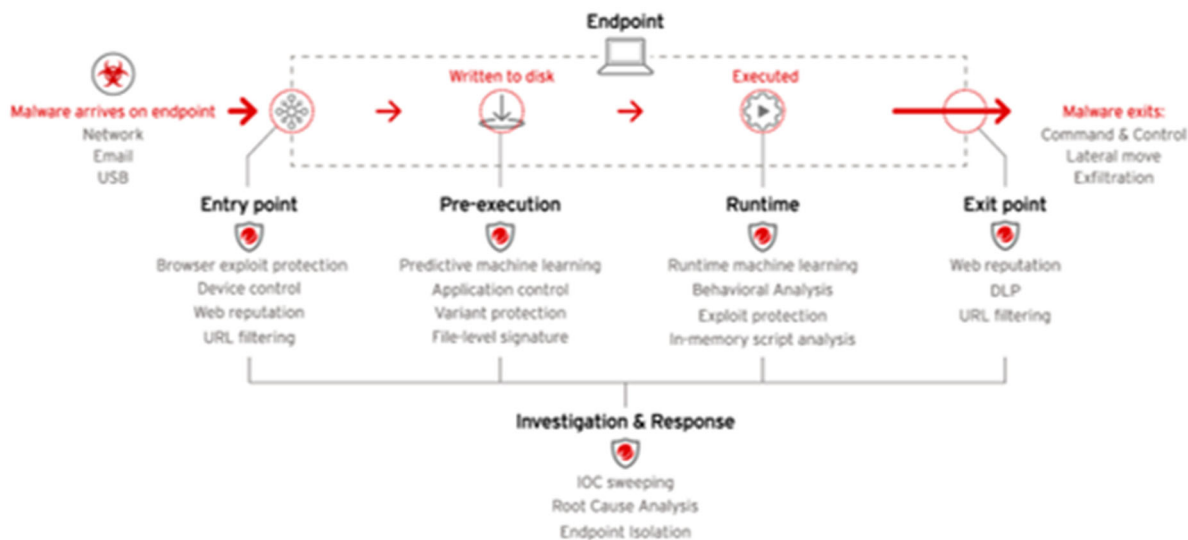 Endpoint
Malware arrives on endpoint
Network
Email
USB
Written to disk
Executed
Malware exits:
Command & Control
Lateral move
Exfiltration
Entry point
Browser exploit protection
Device control
Web reputation
URL filtering
Pre-execution
Predictive machine learning
Application control
Variant protection
File-level signature
Runtime
Runtime machine learning
Behavioral Analysis
Exploit protection
In-memory script analysis
Exit point
Web reputation
DLP
URL filtering
Investigation & Response
IOC sweeping
Root Cause Analysis
Endpoint Isolation